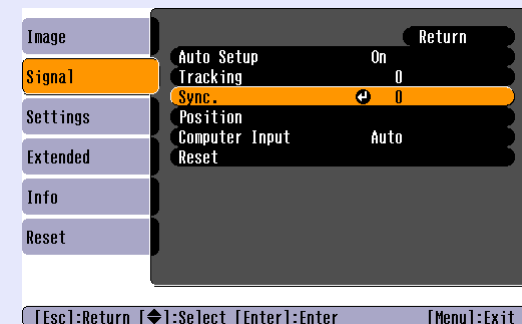 Image
Signal
Settings
Extended
Info
Reset
Return
Auto Setup On
Tracking 0
Sync. 0
Position
Computer Input Auto
Reset
[Esc]:Return [◆]:Select [Enter]:Enter [Menu]:Exit